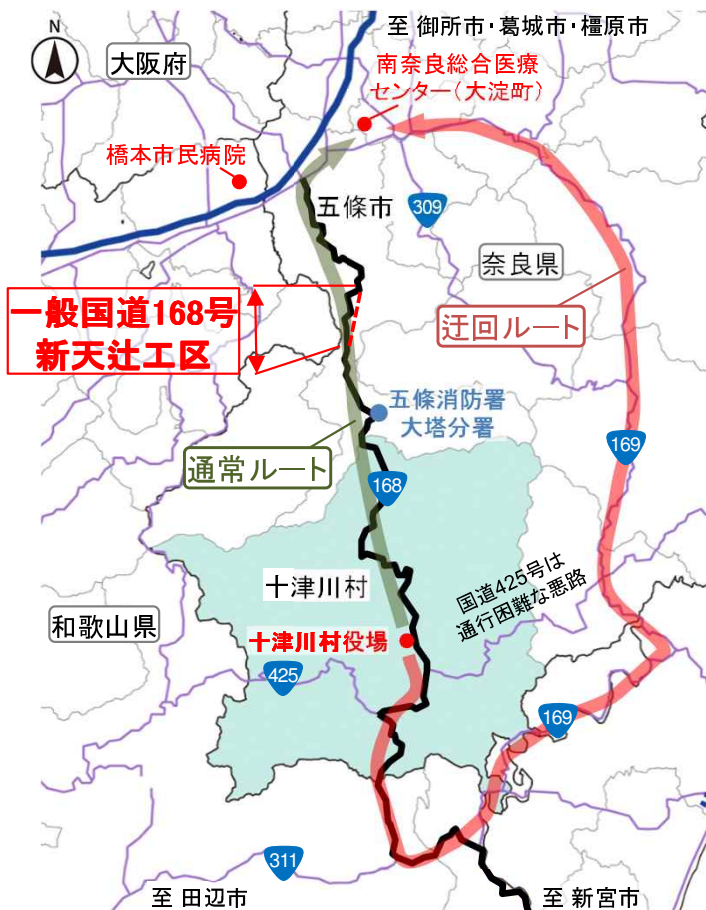 至 御所市・葛城市・橿原市
N
大阪府
南奈良総合医療
センター(大淀町)
橋本市民病院
五條市
309
奈良県
一般国道168号
新天辻工区
迂回ルート
五條消防署
大塔分署
通常ルート
169
168
国道425号は
通行困難な悪路
十津川村
和歌山県
十津川村役場
425
169
311
至 田辺市
至 新宮市